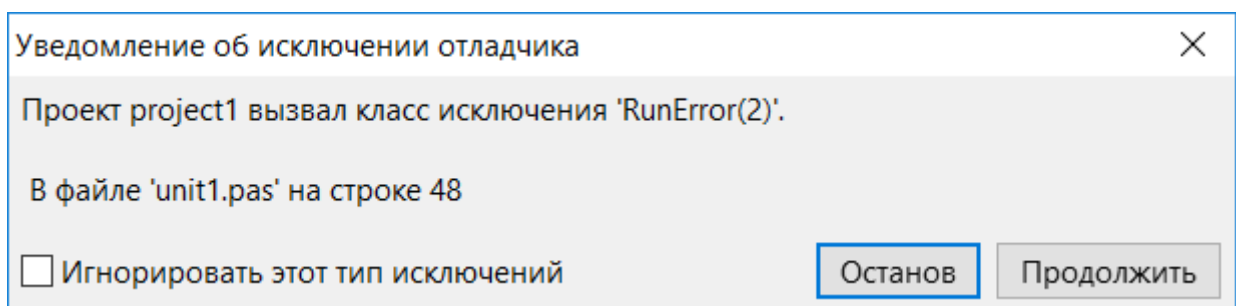 Уведомление об исключении отладчика
Проект project1 вызвал класс исключения 'RunError(2)'.
В файле 'unit1.pas' на строке 48
Игнорировать этот тип исключений
Останов
Продолжить